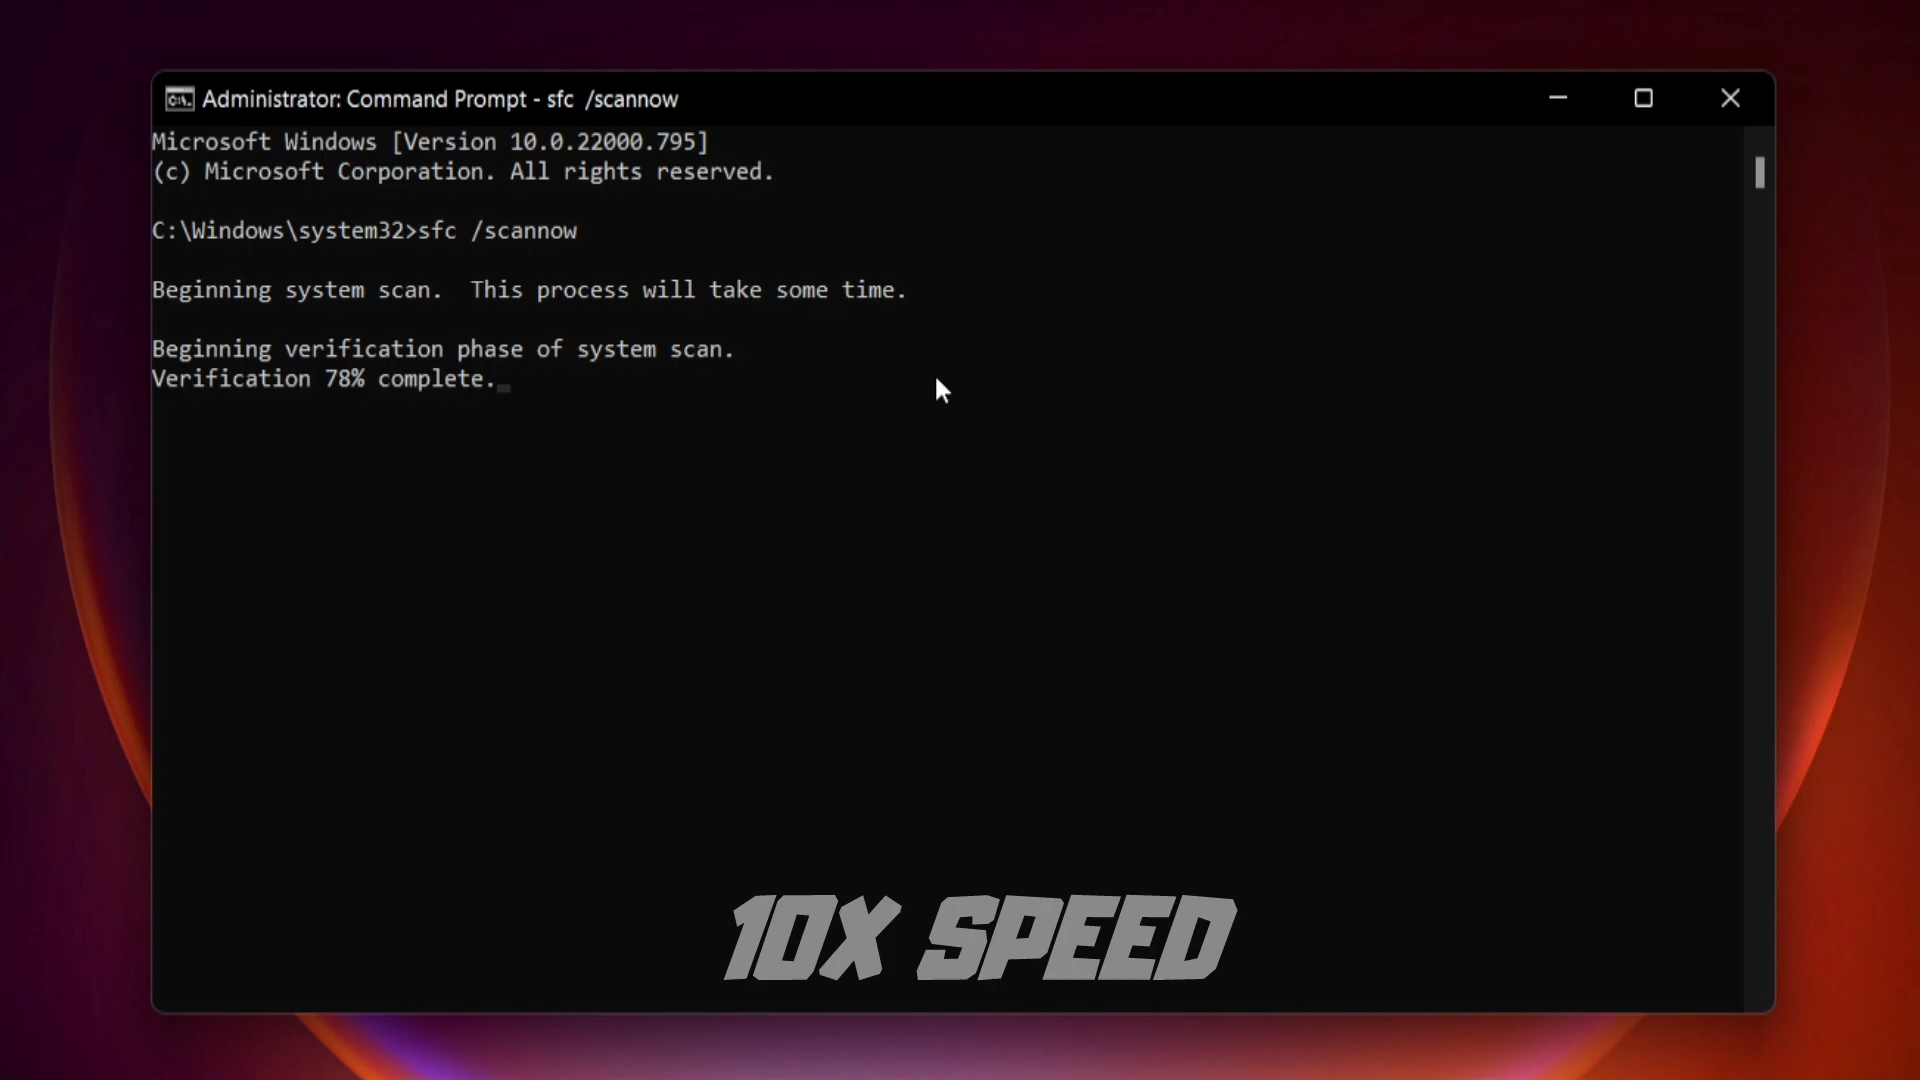 Administrator: Command Prompt - sfc  /scannow
Microsoft Windows [Version 10.0.22000.795]
(c) Microsoft Corporation. All rights reserved.
C:\Windows\system32>sfc /scannow
Beginning system scan.  This process will take some time.
Beginning verification phase of system scan.
Verification 78% complete.
10X SPEED